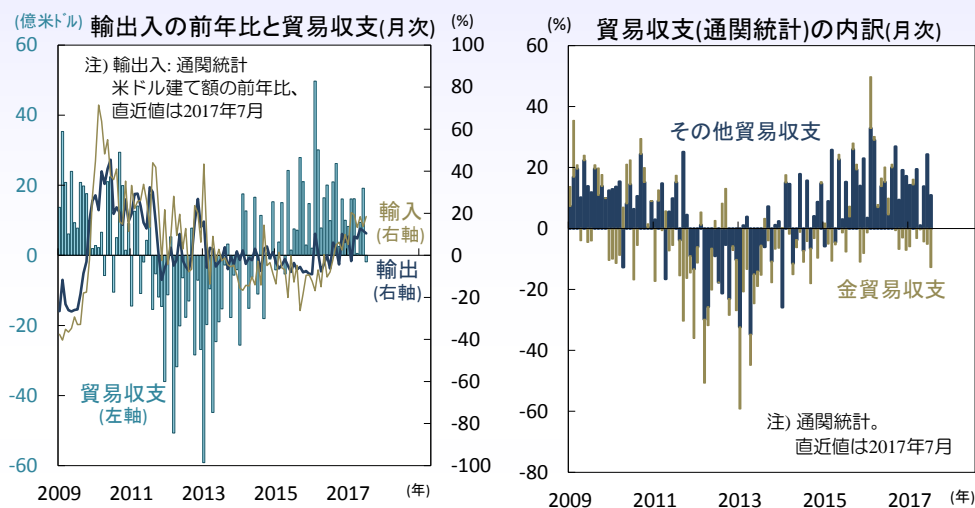 輸出入の前年比と貿易収支(月次)
(億米ドル)
(%)
注) 輸出入: 通関統計
米ドル建て額の前年比、
直近値は2017年7月
60
40
20
0
-20
-40
-60
100
80
60
40
20
0
-20
-40
-60
-80
-100
輸入
(右軸)
輸出
(右軸)
貿易収支
(左軸)
2009 2011 2013 2015 2017 (年)
貿易収支(通関統計)の内訳(月次)
(%)
60
40
20
0
-20
-40
-60
-80
その他貿易収支
金貿易収支
注) 通関統計。
直近値は2017年7月
2009 2011 2013 2015 2017 (年)